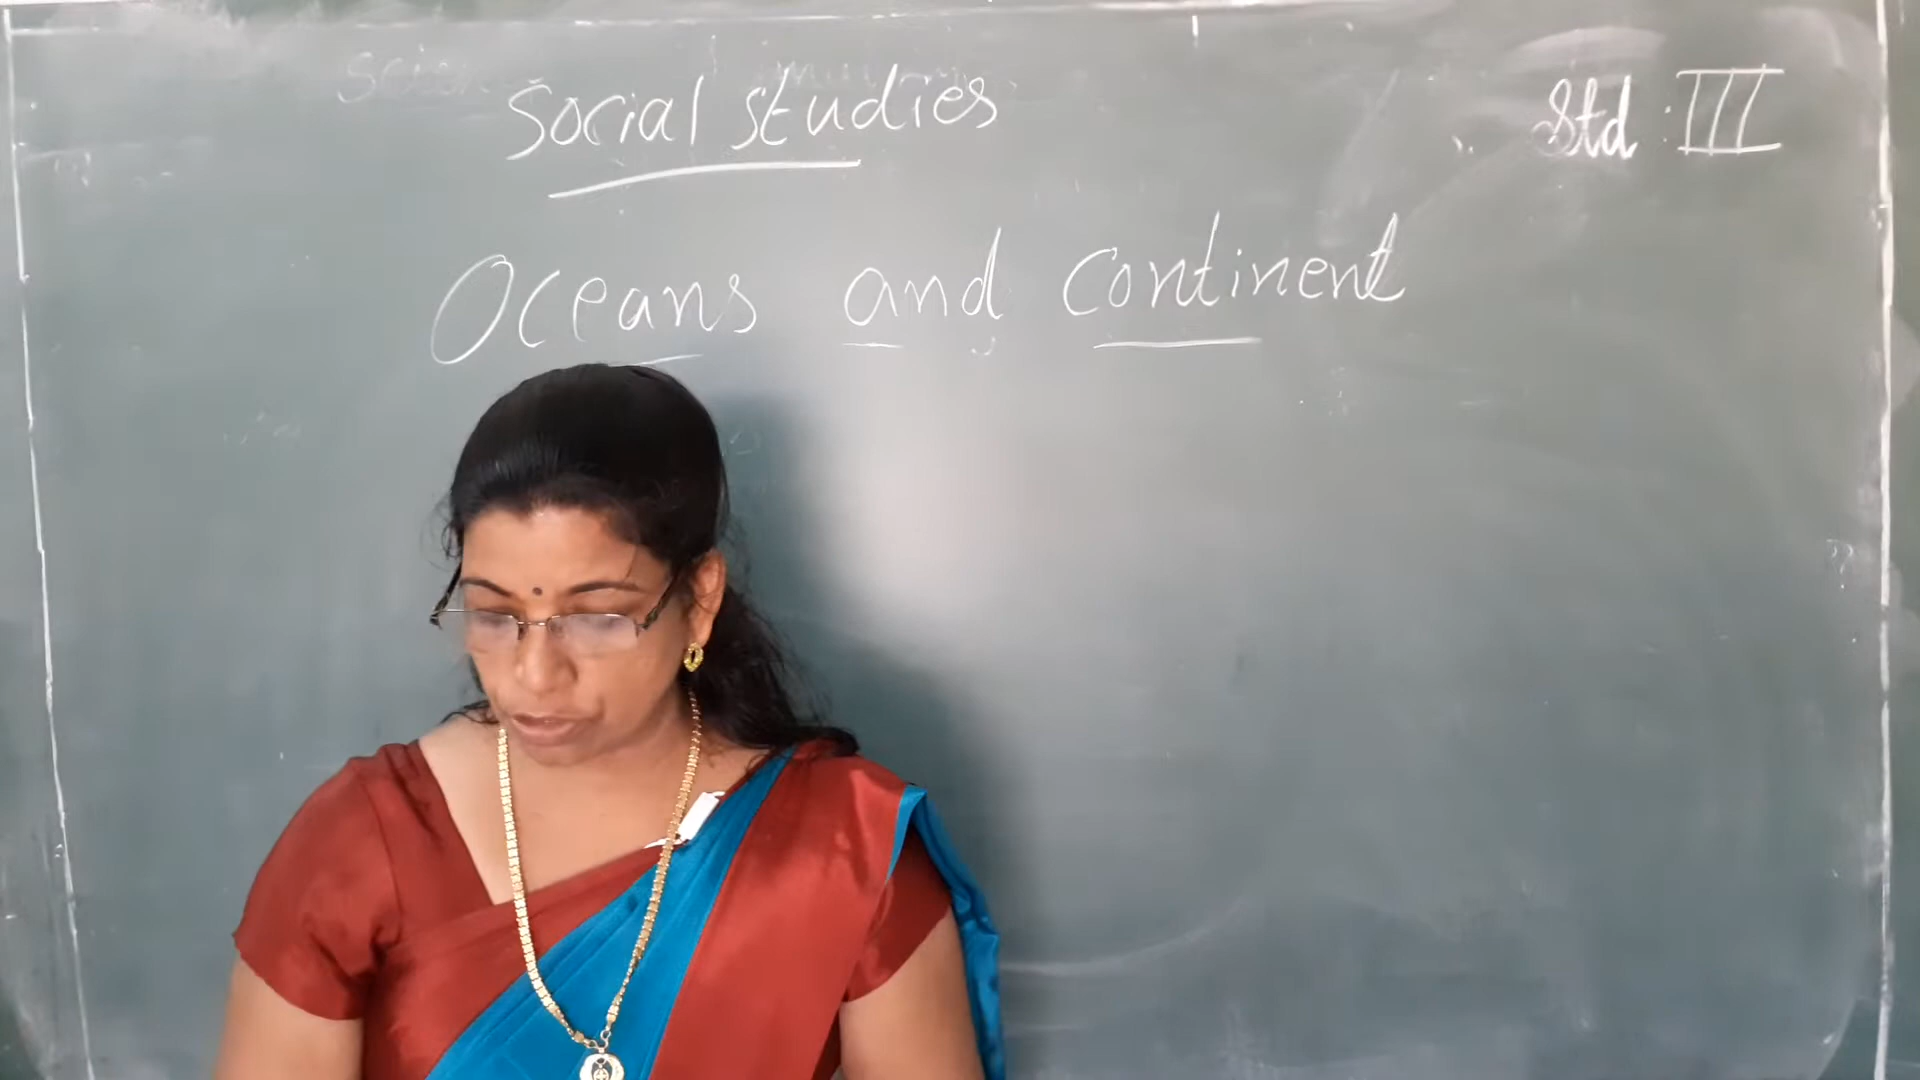 Social studies
Std : III
Oceans and continent